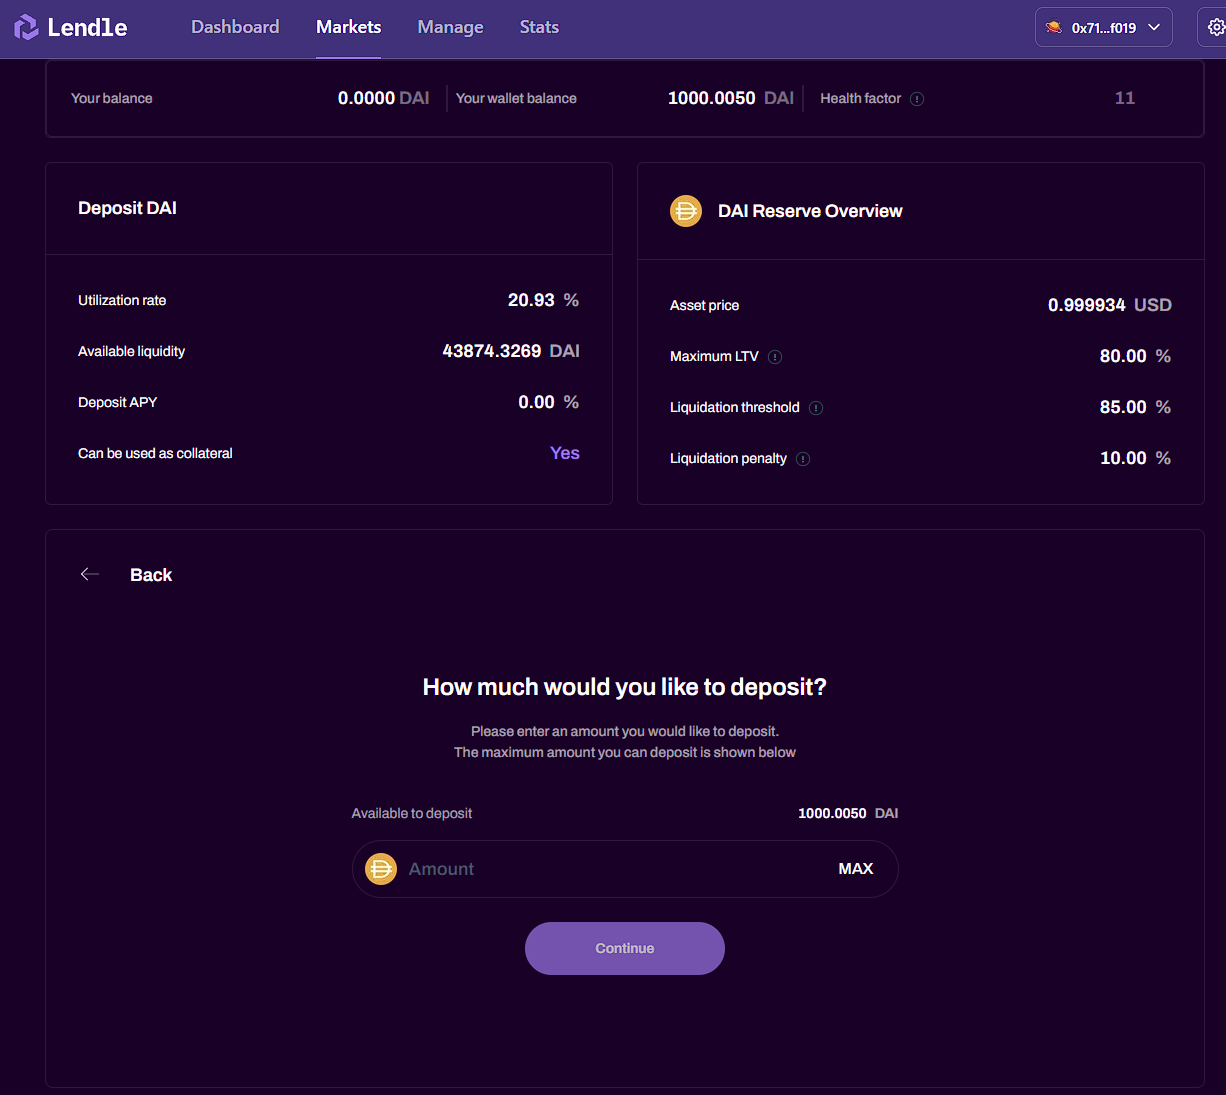 Lendle Dashboard Markets Manage Stats 0x71...f019
Your balance 0.0000 DAI Your wallet balance 1000.0050 DAI Health factor 11
Deposit DAI
Utilization rate 20.93 %
Available liquidity 43874.3269 DAI
Deposit APY 0.00 %
Can be used as collateral Yes
DAI Reserve Overview
Asset price 0.999934 USD
Maximum LTV 80.00 %
Liquidation threshold 85.00 %
Liquidation penalty 10.00 %
Back
How much would you like to deposit?
Please enter an amount you would like to deposit.
The maximum amount you can deposit is shown below
Available to deposit 1000.0050 DAI
Amount MAX
Continue